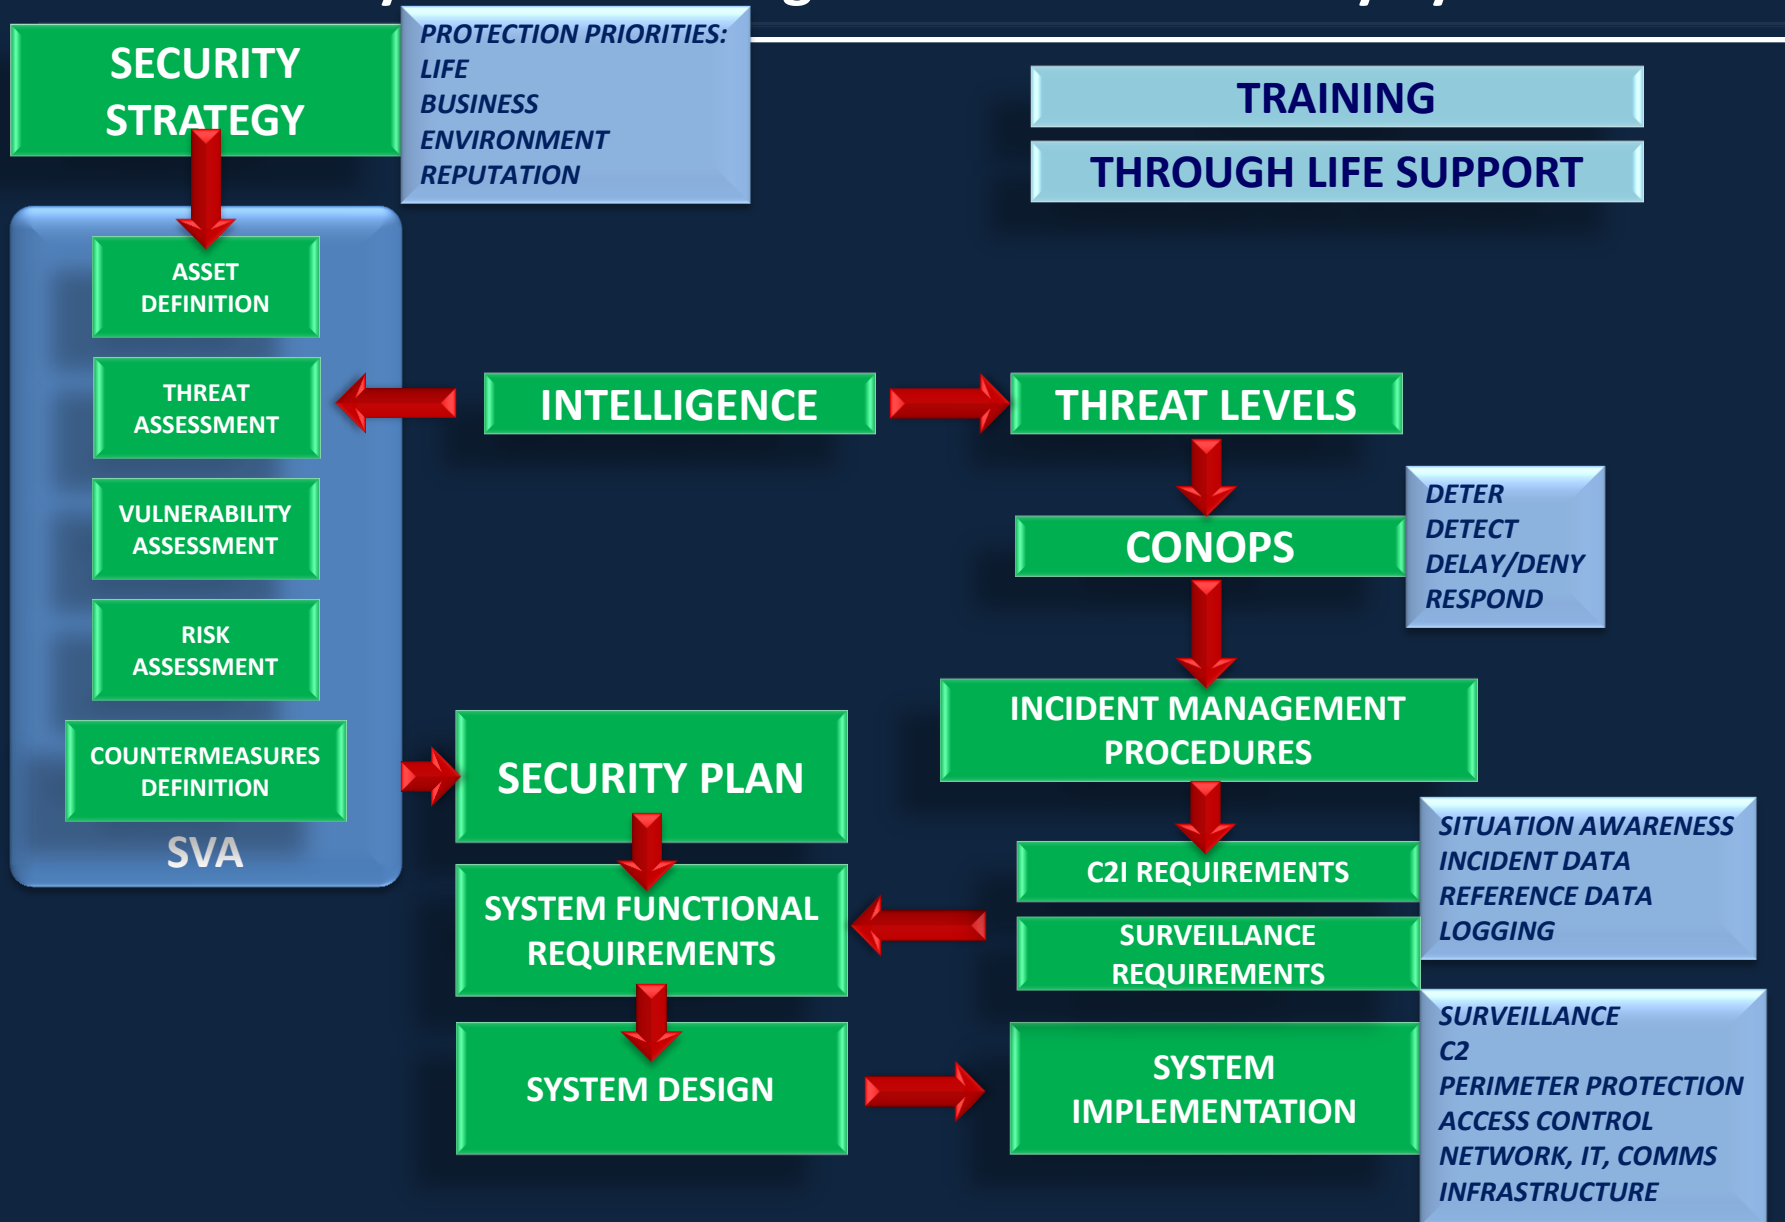 SECURITY
STRATEGY
PROTECTION PRIORITIES:
LIFE
BUSINESS
ENVIRONMENT
REPUTATION
TRAINING
THROUGH LIFE SUPPORT
ASSET
DEFINITION
THREAT
ASSESSMENT
VULNERABILITY
ASSESSMENT
RISK
ASSESSMENT
COUNTERMEASURES
DEFINITION
SVA
INTELLIGENCE
THREAT LEVELS
CONOPS
DETER
DETECT
DELAY/DENY
RESPOND
INCIDENT MANAGEMENT
PROCEDURES
SECURITY PLAN
C2I REQUIREMENTS
SITUATION AWARENESS
INCIDENT DATA
REFERENCE DATA
LOGGING
SYSTEM FUNCTIONAL
REQUIREMENTS
SURVEILLANCE
REQUIREMENTS
SYSTEM DESIGN
SYSTEM
IMPLEMENTATION
SURVEILLANCE
C2
PERIMETER PROTECTION
ACCESS CONTROL
NETWORK, IT, COMMS
INFRASTRUCTURE